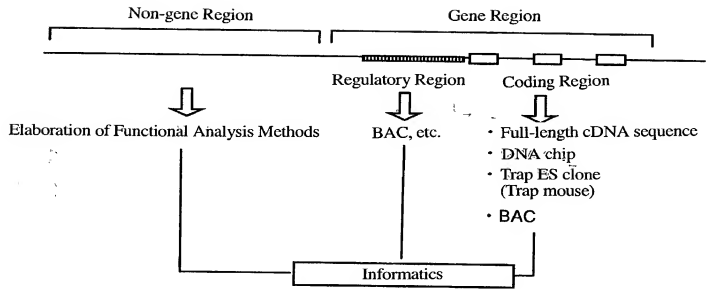 Non-gene Region
Gene Region
Regulatory Region
Coding Region
Elaboration of Functional Analysis Methods
BAC, etc.
・Full-length cDNA sequence
・DNA chip
・Trap ES clone
(Trap mouse)
・BAC
Informatics